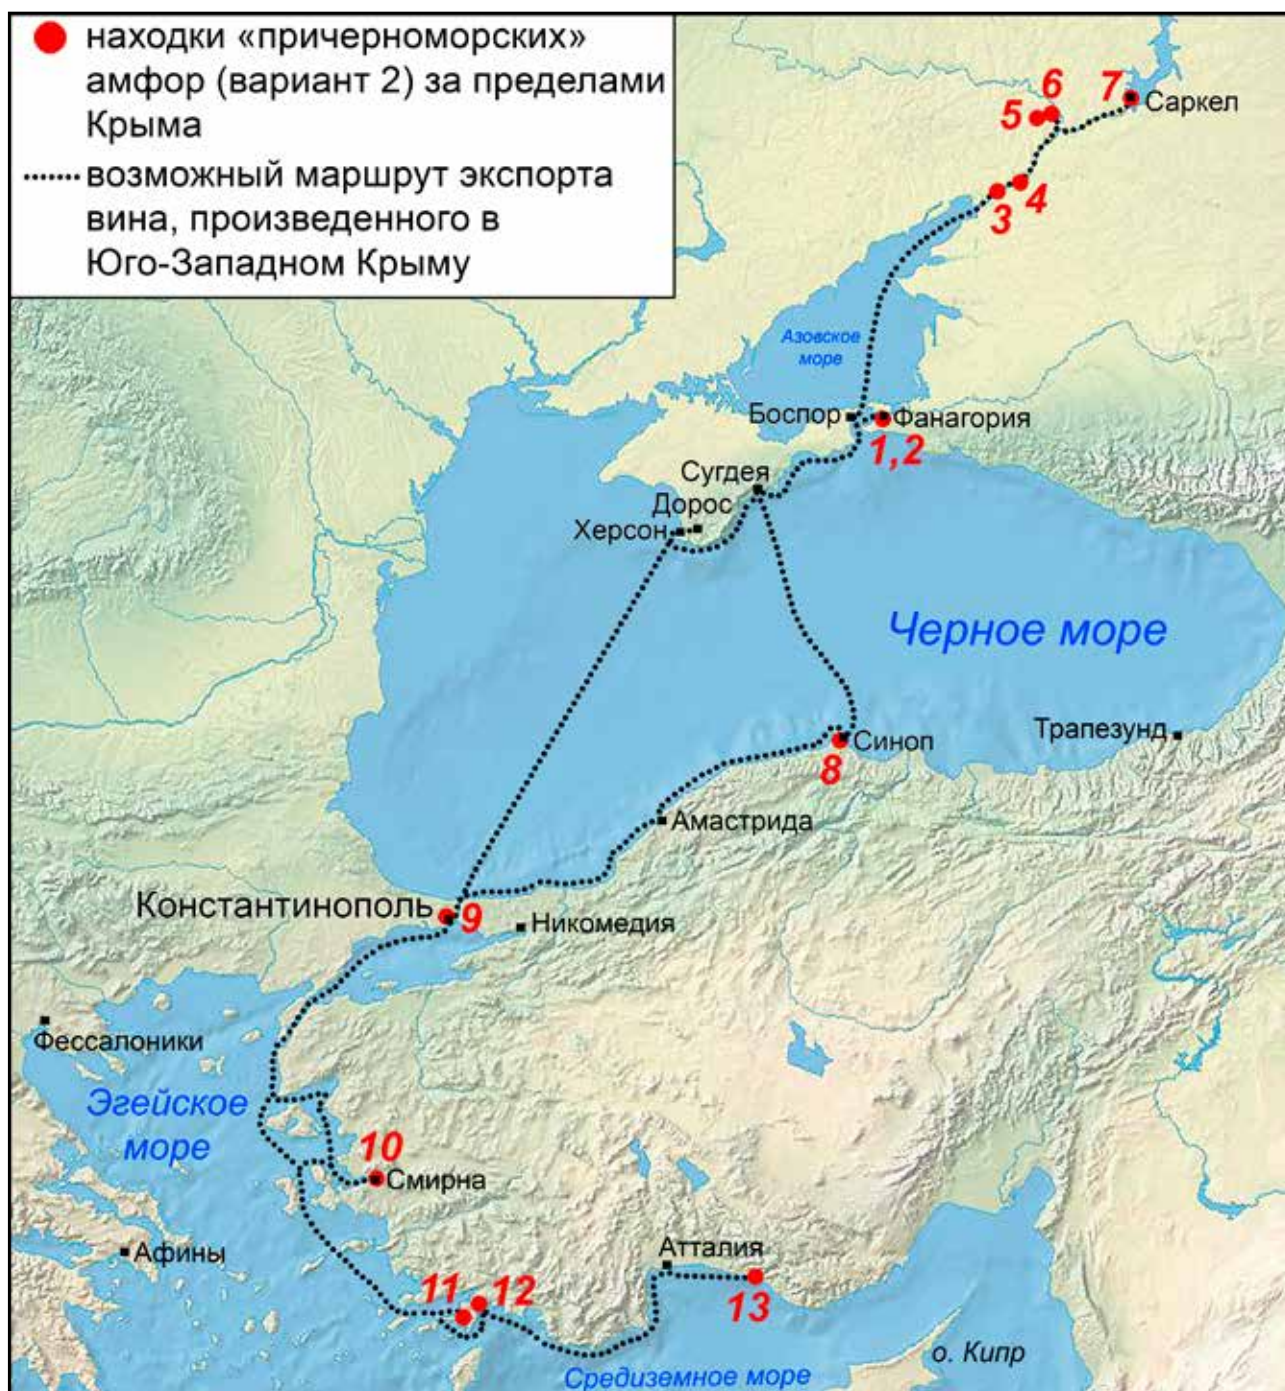 находки «причерноморских»
амфор (вариант 2) за пределами
Крыма
возможный маршрут экспорта
вина, произведенного в
Юго-Западном Крыму
6
7
5
Саркел
4
3
Азовское
море
Боспор
Фанагория
1,2
Сугдея
Дорос
Херсон
Черное море
Трапезунд
Синоп
8
Амастрида
Константинополь
9
Никомедия
Фессалоники
Эгейское
море
10
Смирна
Афины
Атталия
11
12
13
о. Кипр
Средиземное море